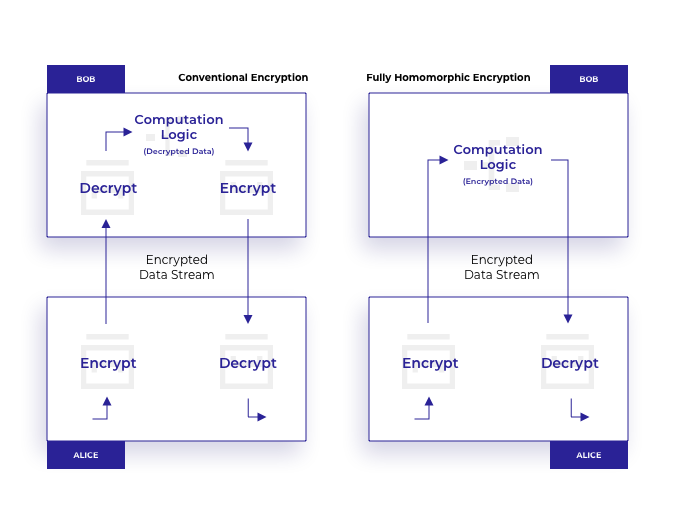 BOB
Conventional Encryption
Computation
Logic
(Decrypted Data)
Decrypt
Encrypt
Encrypted
Data Stream
Encrypt
Decrypt
ALICE
Fully Homomorphic Encryption
BOB
Computation
Logic
(Encrypted Data)
Encrypted
Data Stream
Encrypt
Decrypt
ALICE